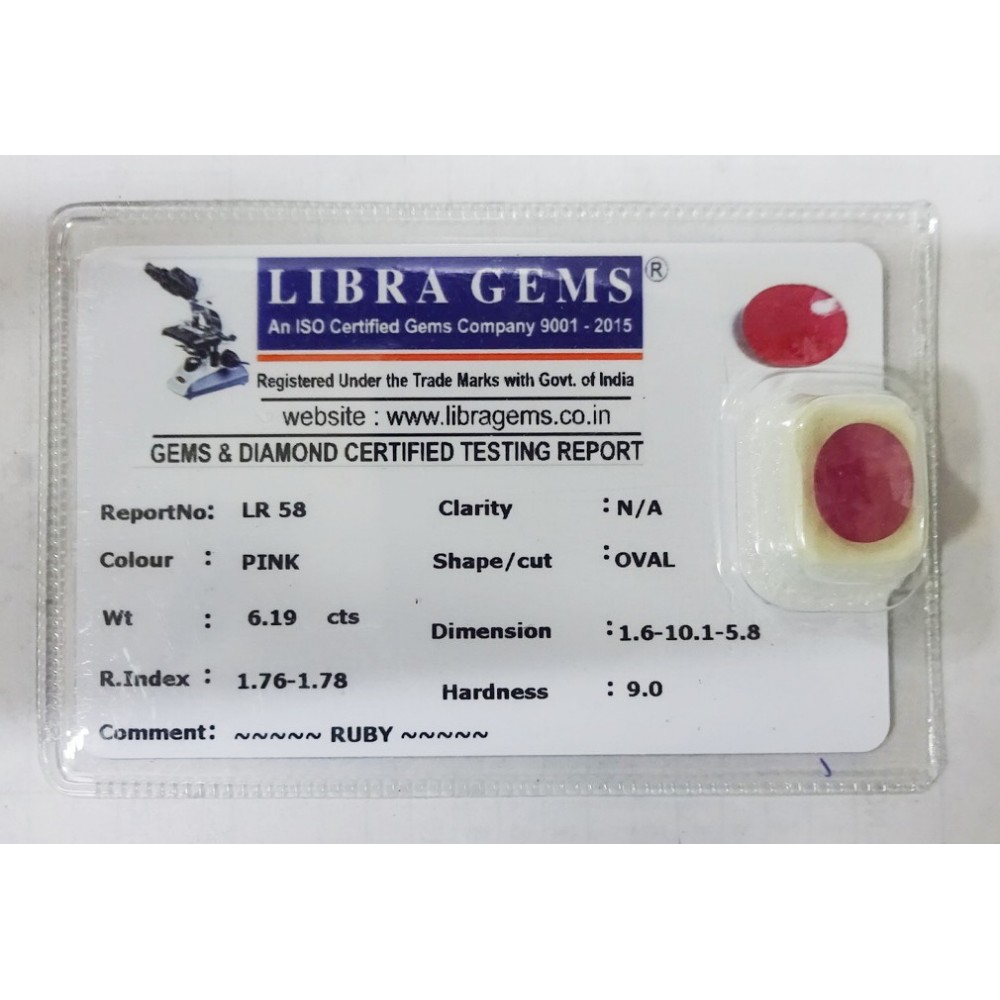 LIBRA GEMS ®
An ISO Certified Gems Company 9001 - 2015
Registered Under the Trade Marks with Govt. of India
website : www.libragems.co.in
GEMS & DIAMOND CERTIFIED TESTING REPORT
ReportNo: LR 58 Clarity : N/A
Colour : PINK Shape/cut : OVAL
Wt : 6.19 cts Dimension : 1.6-10.1-5.8
R.Index : 1.76-1.78 Hardness : 9.0
Comment: ~~~~~ RUBY ~~~~~